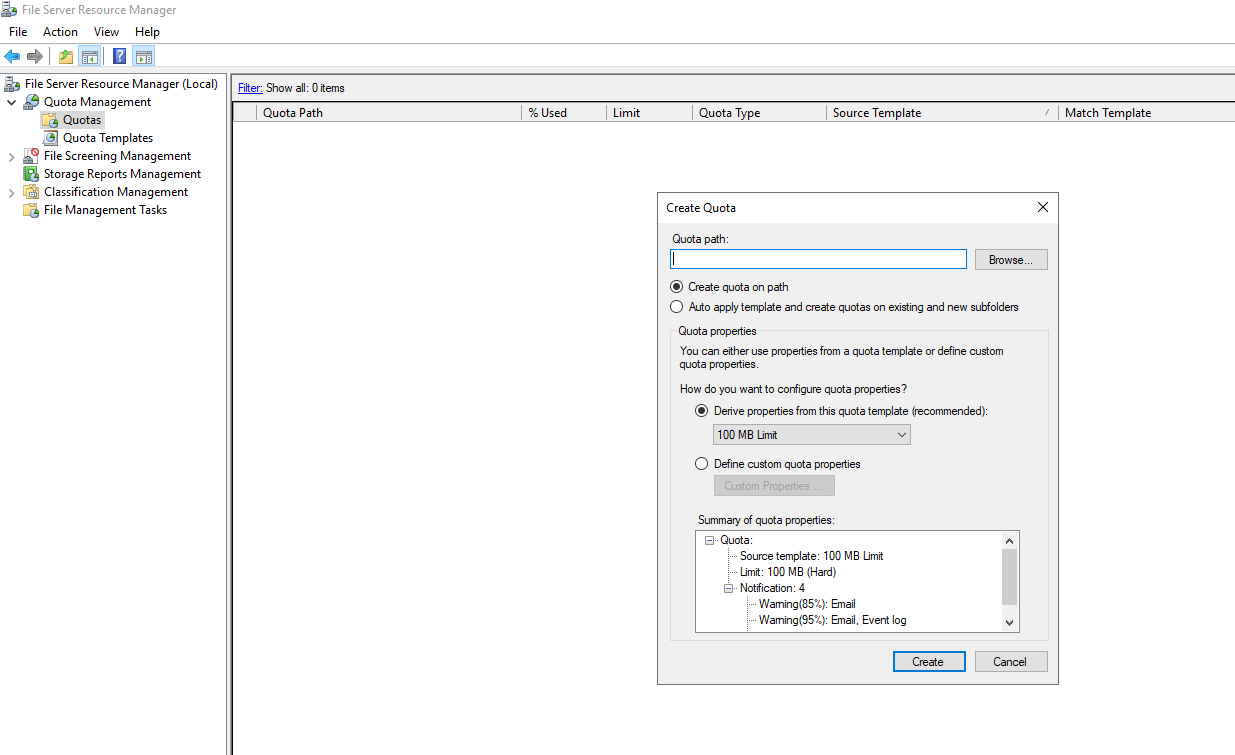 File Server Resource Manager
File Action View Help
File Server Resource Manager (Local)
Quota Management
Quotas
Quota Templates
File Screening Management
Storage Reports Management
Classification Management
File Management Tasks
Filter: Show all: 0 items
Quota Path % Used Limit Quota Type Source Template Match Template
Create Quota
Quota path:
Browse...
Create quota on path
Auto apply template and create quotas on existing and new subfolders
Quota properties
You can either use properties from a quota template or define custom
quota properties.
How do you want to configure quota properties?
Derive properties from this quota template (recommended):
100 MB Limit
Define custom quota properties
Custom Properties ...
Summary of quota properties:
Quota:
Source template: 100 MB Limit
Limit: 100 MB (Hard)
Notification: 4
Warning(85%): Email
Warning(95%): Email, Event log
Create Cancel